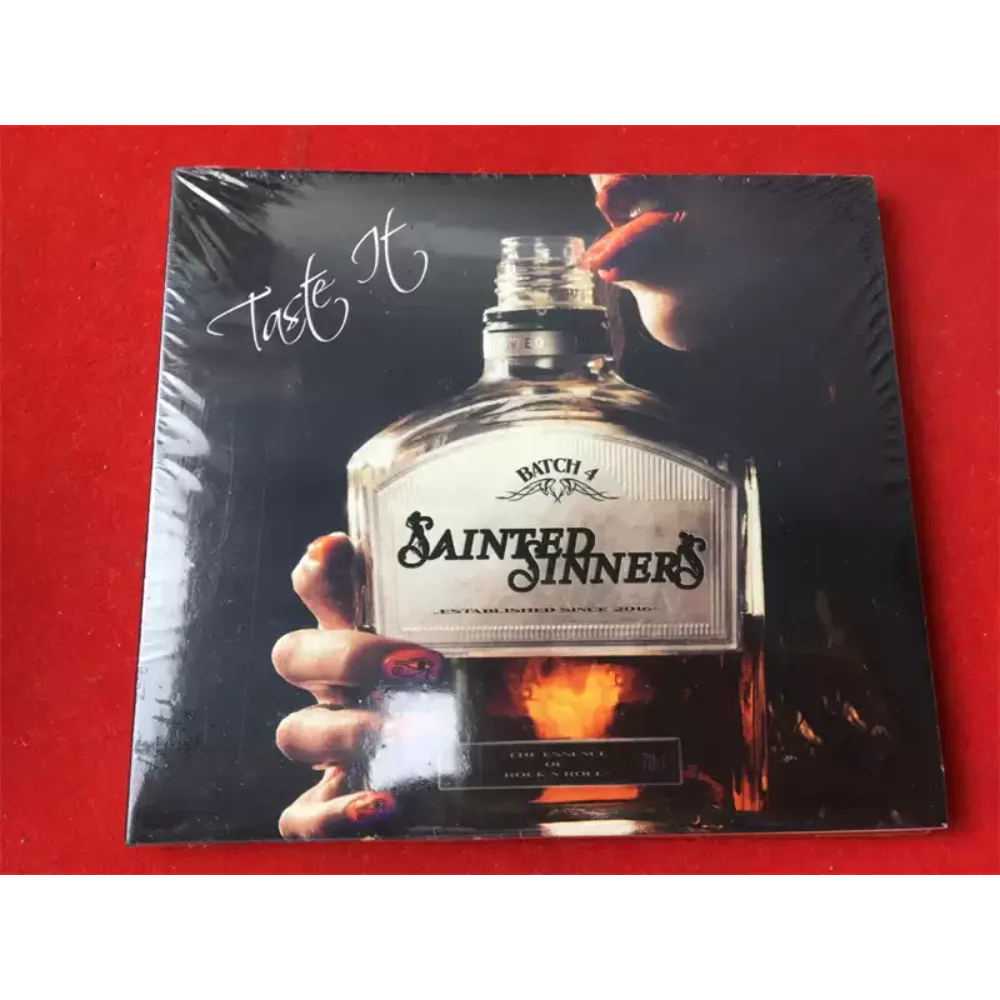 Taste It
BATCH 4
SAINTED
SINNERS
"ESTABLISHED SINCE 2016"
THE ESSENCE
OF
ROCK'N ROLL